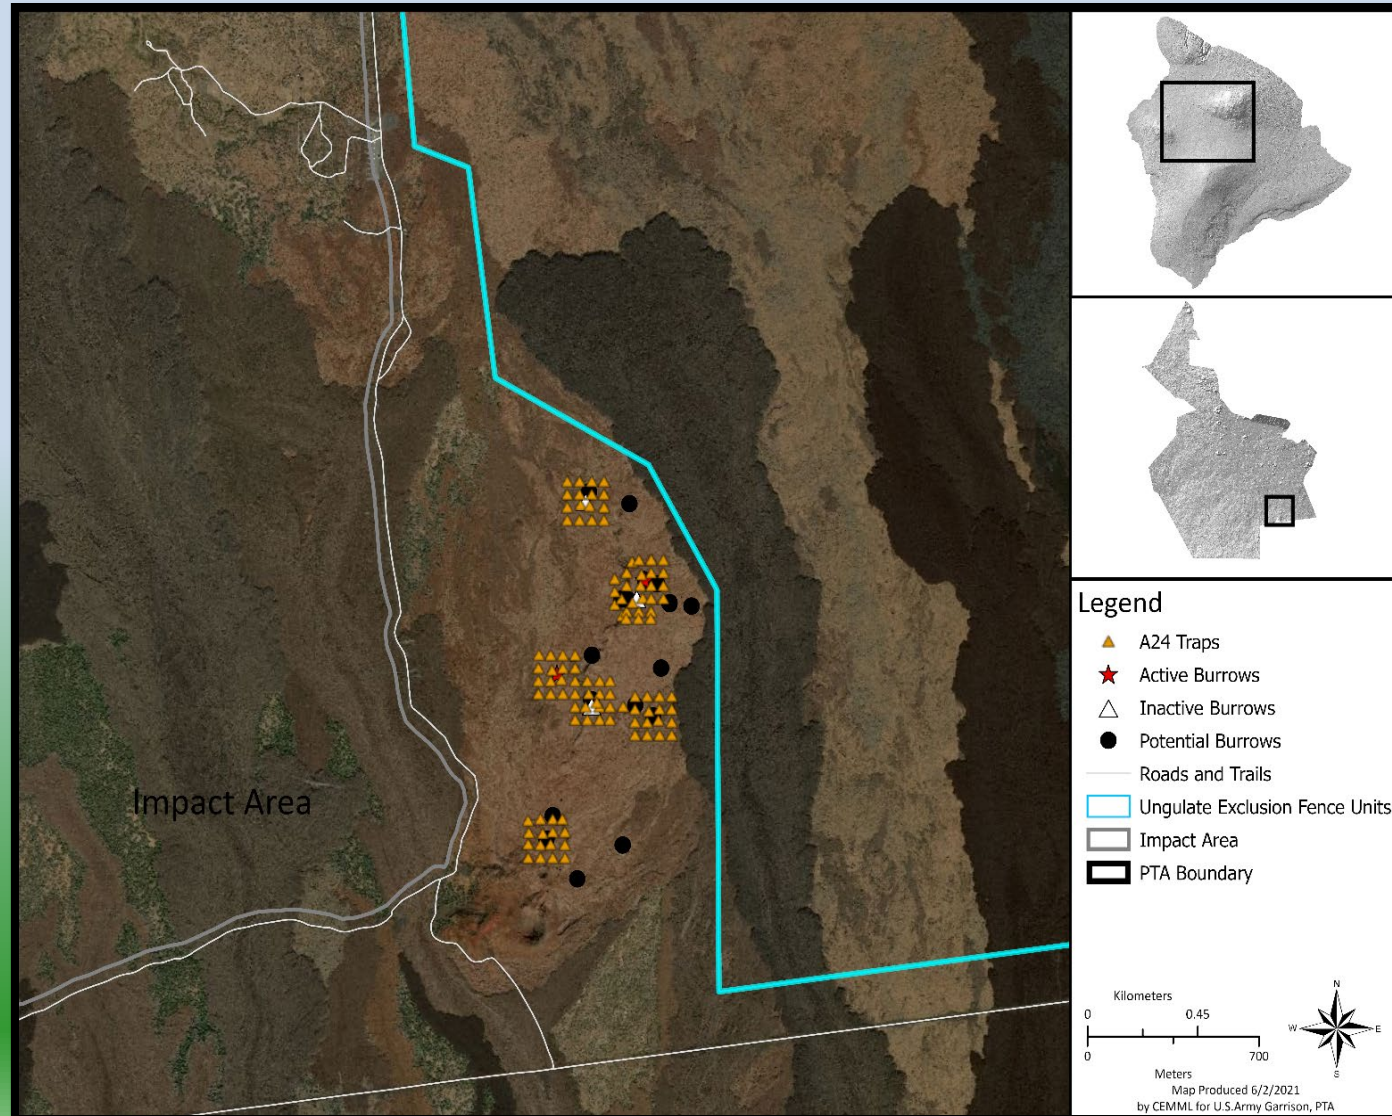 Impact Area
Legend
A24 Traps
Active Burrows
Inactive Burrows
Potential Burrows
Roads and Trails
Ungulate Exclusion Fence Units
Impact Area
PTA Boundary
Kilometers
0 0.45
0 700
Meters
N
W E
S
Map Produced 6/2/2021
by CEMML for U.S.Army Garrison, PTA